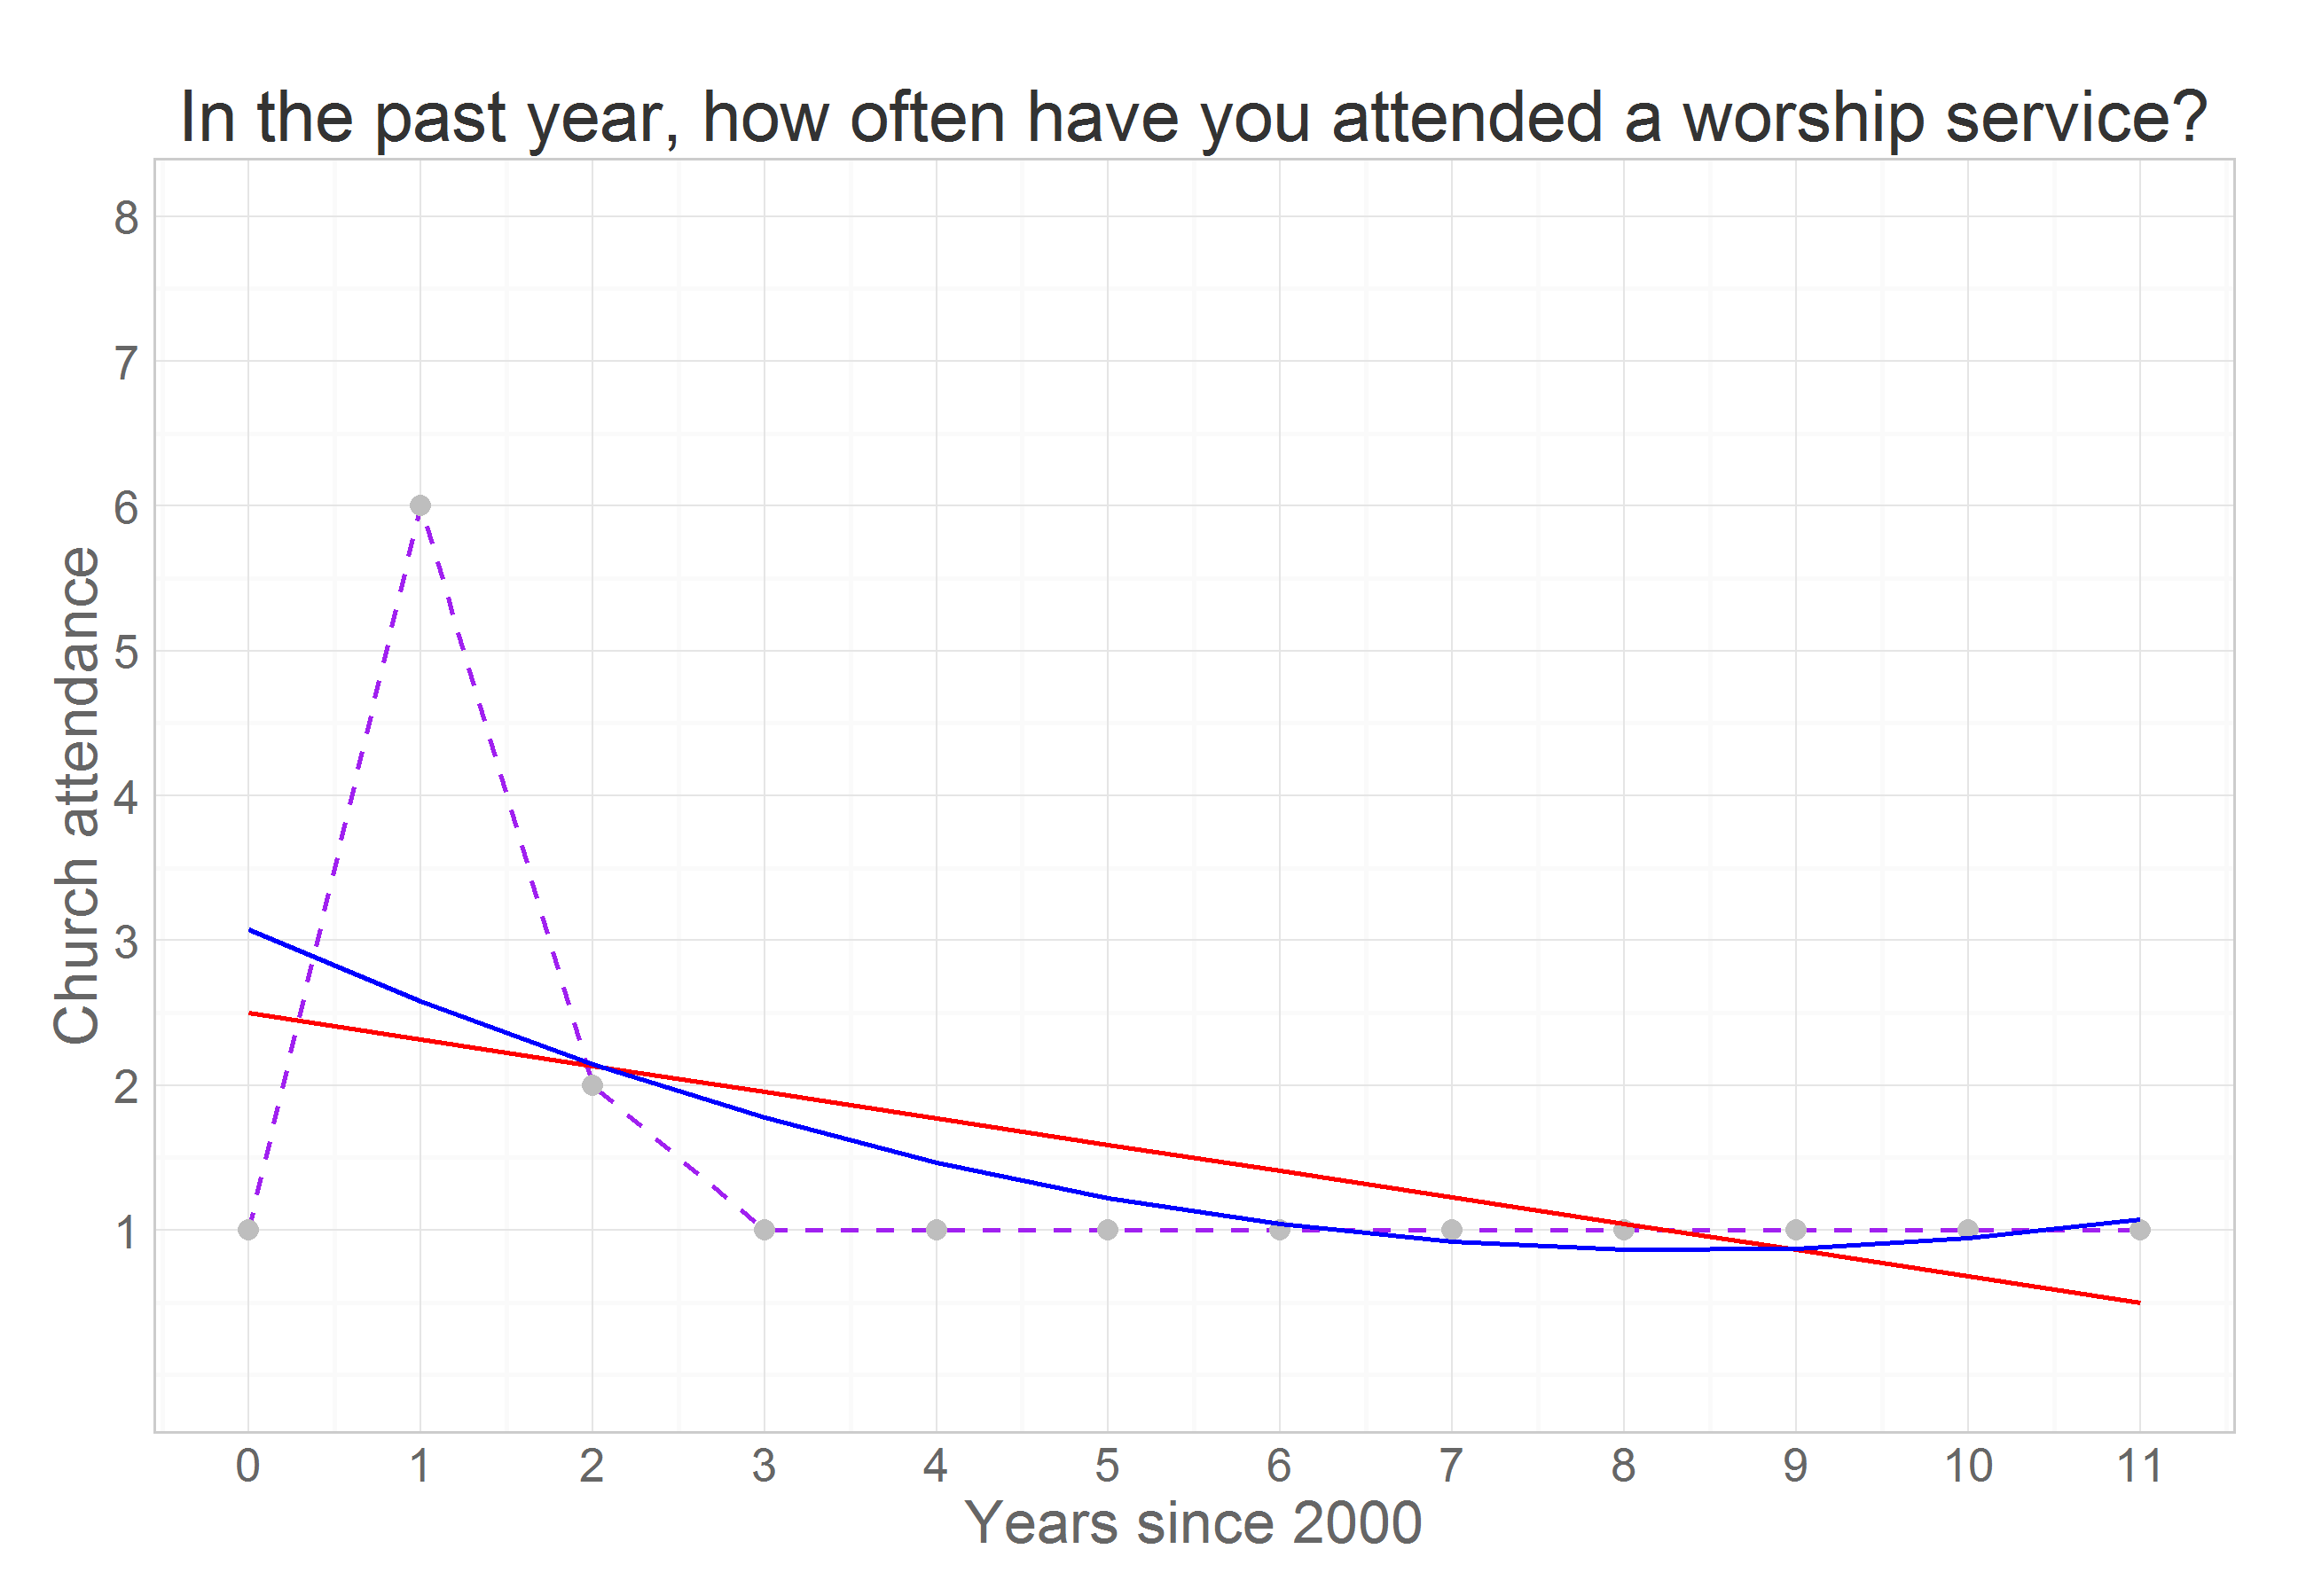 In the past year, how often have you attended a worship service?
8
7
6
5
4
3
2
1
Church attendance
0 1 2 3 4 5 6 7 8 9 10 11
Years since 2000